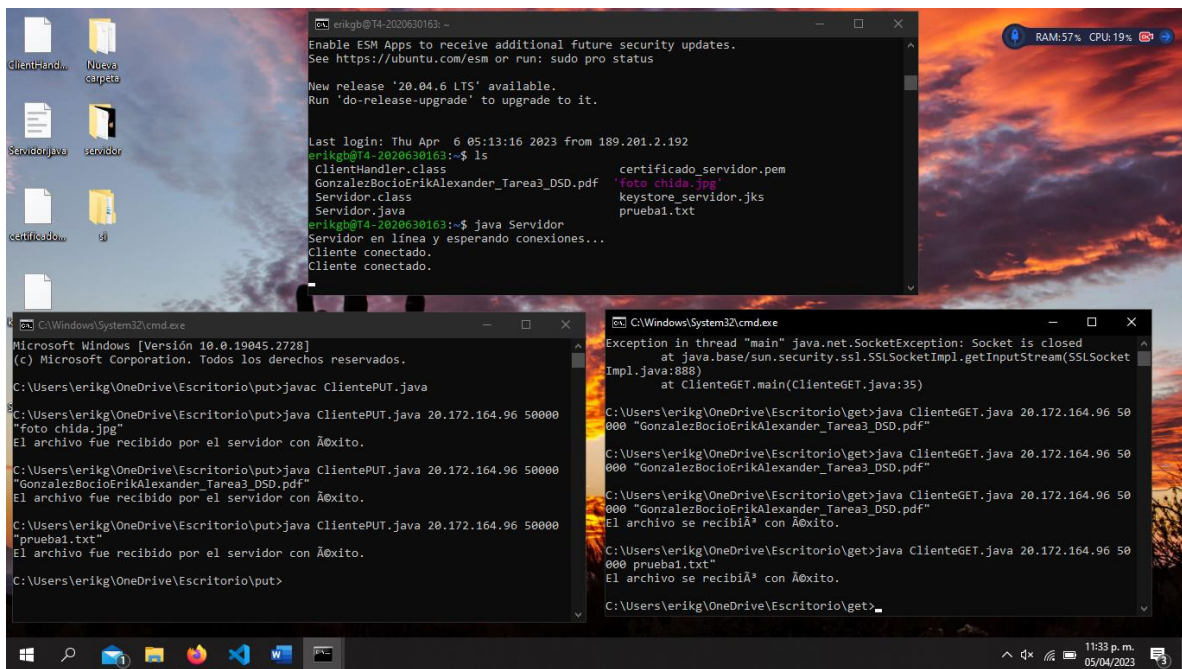 ClientHand...
Nueva carpeta
Servidor.java
servidor
certificado...
si
RAM:57% CPU:19%
erikgb@T4-2020630163: ~
Enable ESM Apps to receive additional future security updates.
See https://ubuntu.com/esm or run: sudo pro status
New release '20.04.6 LTS' available.
Run 'do-release-upgrade' to upgrade to it.
Last login: Thu Apr  6 05:13:16 2023 from 189.201.2.192
erikgb@T4-2020630163:~$ ls
ClientHandler.class certificado_servidor.pem
GonzalezBocioErikAlexander_Tarea3_DSD.pdf 'foto chida.jpg'
Servidor.class keystore_servidor.jks
Servidor.java prueba1.txt
erikgb@T4-2020630163:~$ java Servidor
Servidor en línea y esperando conexiones...
Cliente conectado.
Cliente conectado.
C:\Windows\System32\cmd.exe
Microsoft Windows [Versión 10.0.19045.2728]
(c) Microsoft Corporation. Todos los derechos reservados.
C:\Users\erikg\OneDrive\Escritorio\put>javac ClientePUT.java
C:\Users\erikg\OneDrive\Escritorio\put>java ClientePUT.java 20.172.164.96 50000
"foto chida.jpg"
El archivo fue recibido por el servidor con Ã©xito.
C:\Users\erikg\OneDrive\Escritorio\put>java ClientePUT.java 20.172.164.96 50000
"GonzalezBocioErikAlexander_Tarea3_DSD.pdf"
El archivo fue recibido por el servidor con Ã©xito.
C:\Users\erikg\OneDrive\Escritorio\put>java ClientePUT.java 20.172.164.96 50000
"prueba1.txt"
El archivo fue recibido por el servidor con Ã©xito.
C:\Users\erikg\OneDrive\Escritorio\put>
C:\Windows\System32\cmd.exe
Exception in thread "main" java.net.SocketException: Socket is closed
at java.base/sun.security.ssl.SSLSocketImpl.getInputStream(SSLSocket
Impl.java:888)
at ClienteGET.main(ClienteGET.java:35)
C:\Users\erikg\OneDrive\Escritorio\get>java ClienteGET.java 20.172.164.96 50
000 "GonzalezBocioErikAlexander_Tarea3_DSD.pdf"
C:\Users\erikg\OneDrive\Escritorio\get>java ClienteGET.java 20.172.164.96 50
000 "GonzalezBocioErikAlexander_Tarea3_DSD.pdf"
C:\Users\erikg\OneDrive\Escritorio\get>java ClienteGET.java 20.172.164.96 50
000 "GonzalezBocioErikAlexander_Tarea3_DSD.pdf"
El archivo se recibiÃ³ con Ã©xito.
C:\Users\erikg\OneDrive\Escritorio\get>java ClienteGET.java 20.172.164.96 50
000 prueba1.txt"
El archivo se recibiÃ³ con Ã©xito.
C:\Users\erikg\OneDrive\Escritorio\get>
11:33 p. m.
05/04/2023